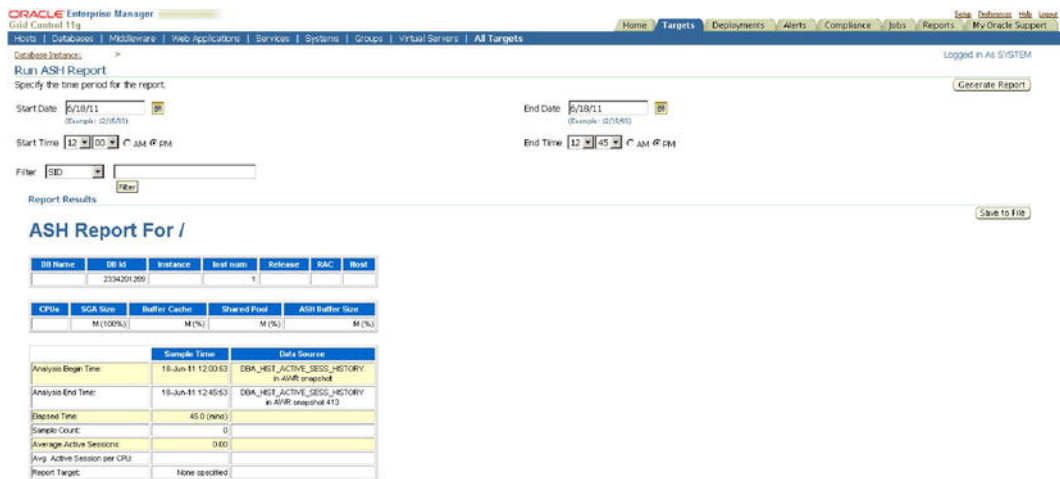 ORACLE Enterprise Manager
Grid Control 11g
Setup Preferences Help Logout
Home Targets Deployments Alerts Compliance Jobs Reports My Oracle Support
Hosts | Databases | Middleware | Web Applications | Services | Systems | Groups | Virtual Servers | All Targets
Database Instance: >
Logged in As SYSTEM
Run ASH Report
Specify the time period for the report.
Generate Report
Start Date 6/18/11
(Example: 12/15/03)
End Date 6/18/11
(Example: 12/15/03)
Start Time 12 00 AM PM
End Time 12 45 AM PM
Filter SID
Filter
Report Results
Save to File
ASH Report For /
DB Name DB Id Instance Inst num Release RAC Host
2334201269 1
CPUs SGA Size Buffer Cache Shared Pool ASH Buffer Size
M (100%) M (%) M (%) M (%)
Sample Time Data Source
Analysis Begin Time: 18-Jun-11 12:00:53 DBA_HIST_ACTIVE_SESS_HISTORY
in AWR snapshot
Analysis End Time: 18-Jun-11 12:45:53 DBA_HIST_ACTIVE_SESS_HISTORY
in AWR snapshot 413
Elapsed Time: 45.0 (mins)
Sample Count: 0
Average Active Sessions: 0.00
Avg. Active Session per CPU:
Report Target: None specified